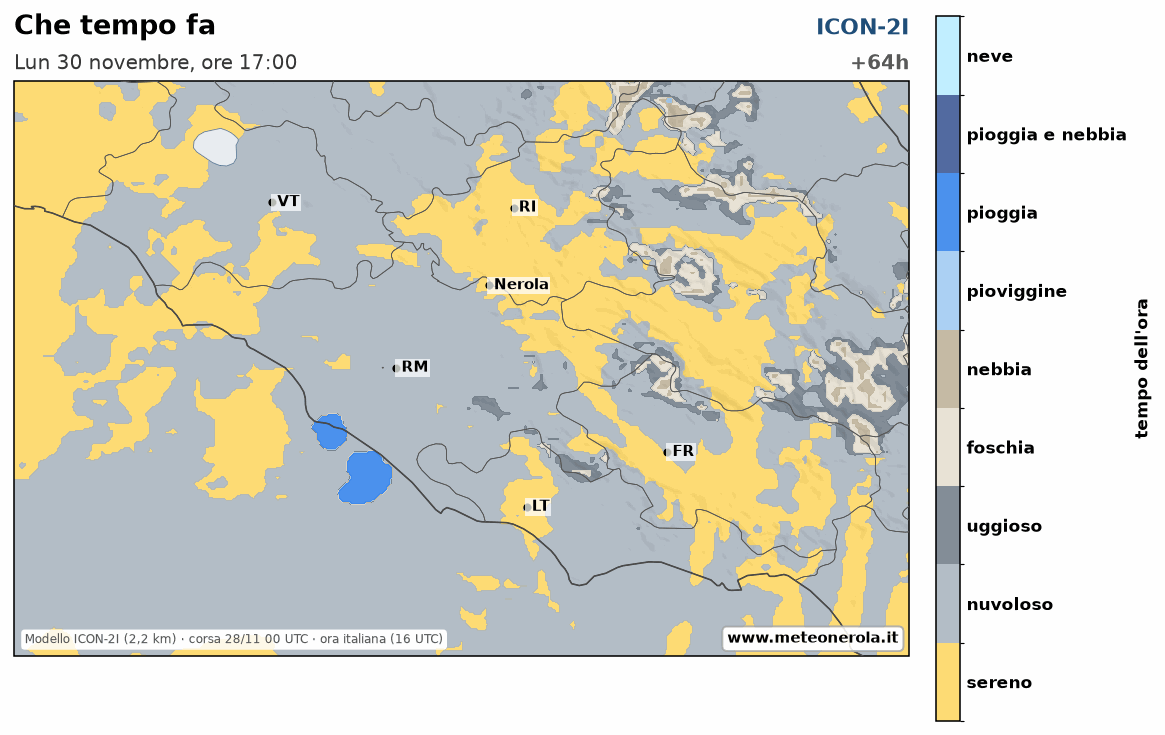 Che tempo fa
ICON-2I
Lun 30 novembre, ore 17:00
+64h
VT
RI
Nerola
RM
FR
LT
Modello ICON-2I (2,2 km) · corsa 28/11 00 UTC · ora italiana (16 UTC)
www.meteonerola.it
neve
pioggia e nebbia
pioggia
pioviggine
nebbia
foschia
uggioso
nuvoloso
sereno
tempo dell'ora